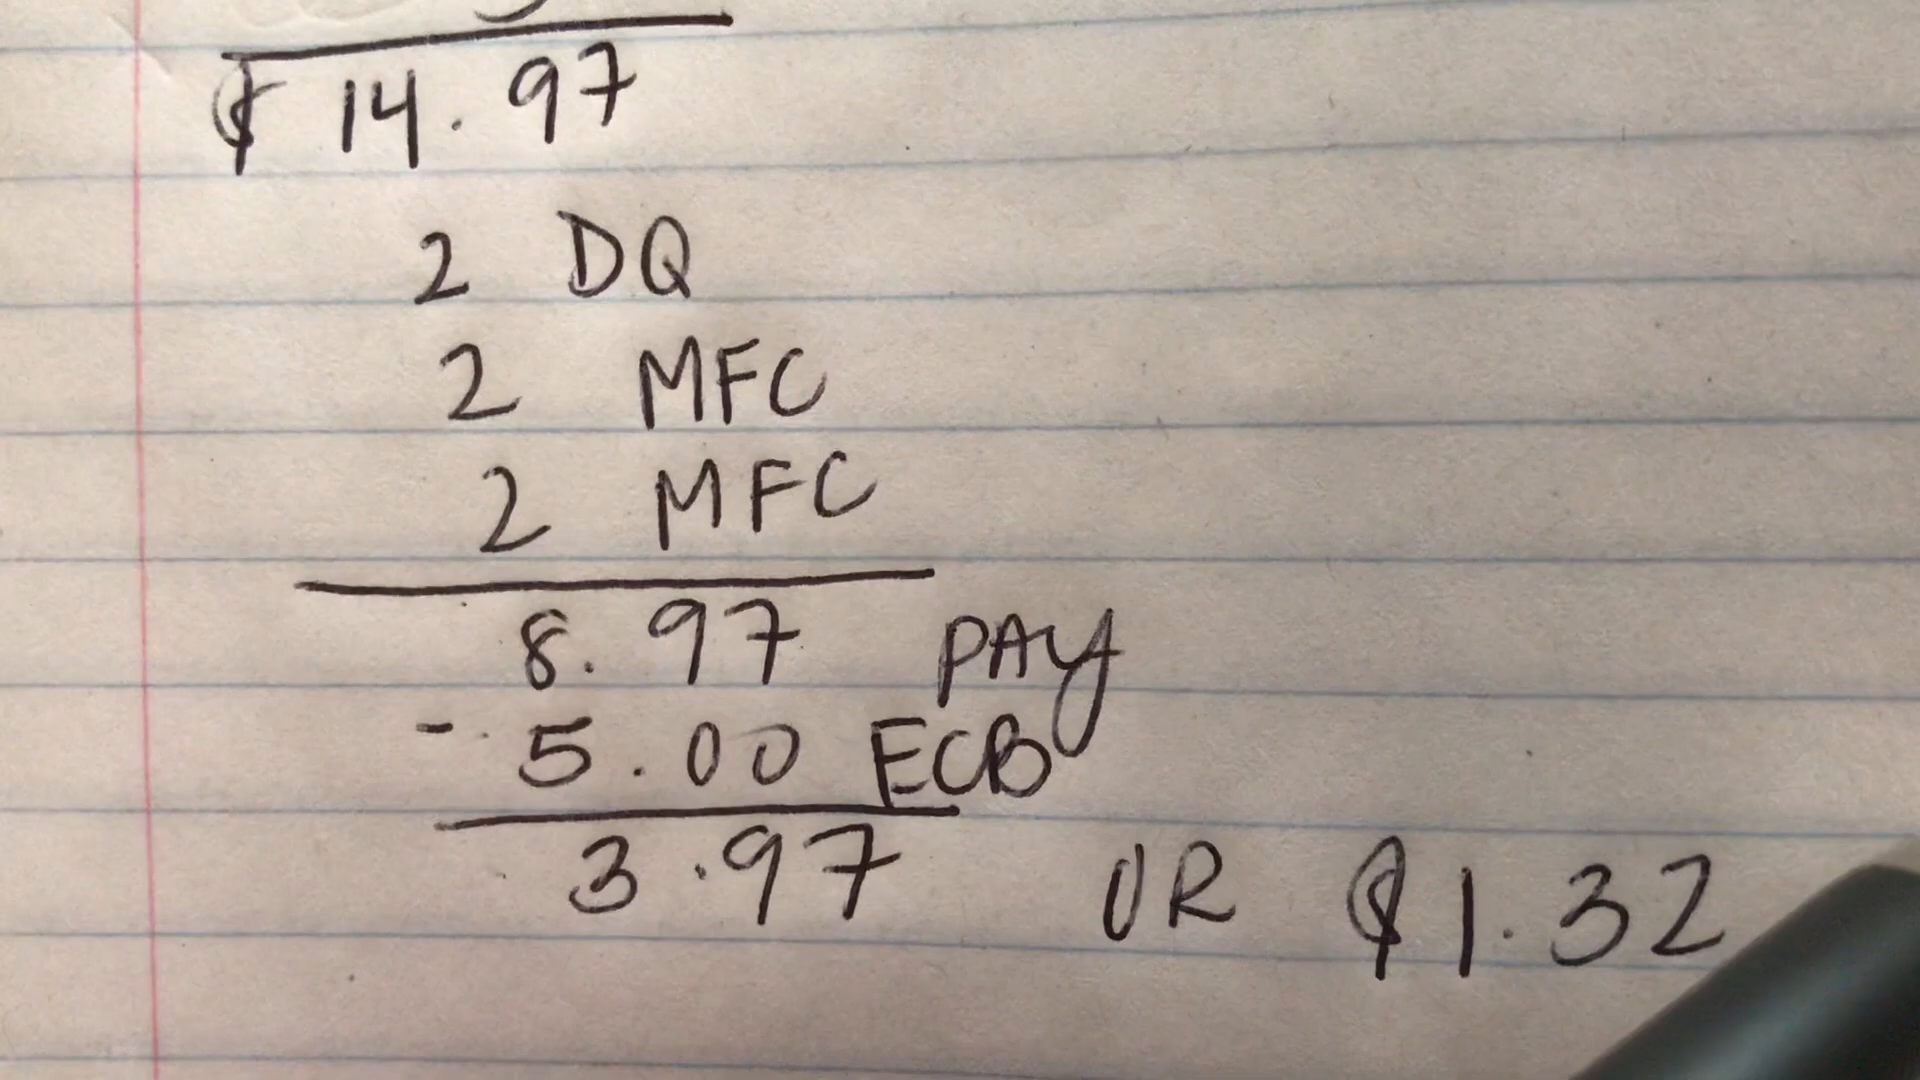 $ 14.97
2 DQ
2 MFC
2 MFC
8.97 PAY
- 5.00 ECB
3.97 OR $1.32